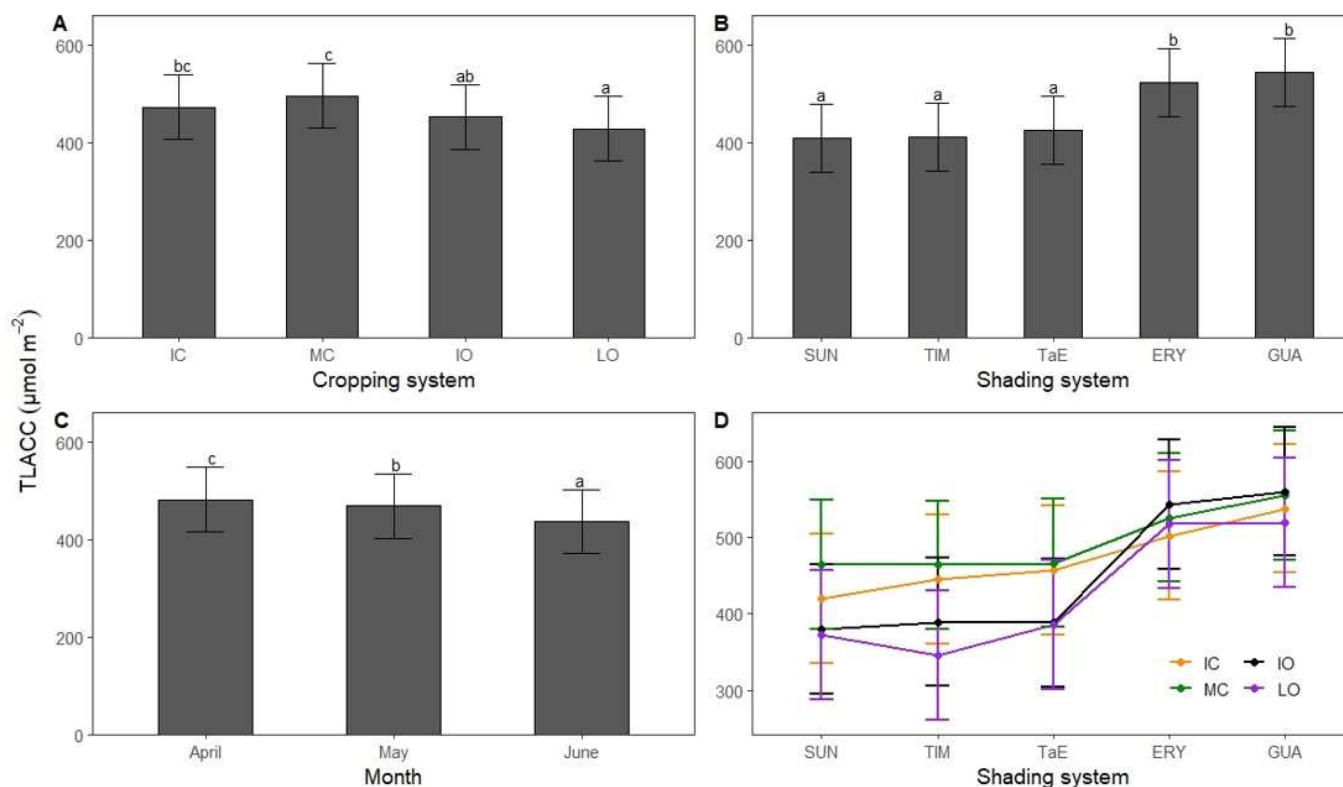 A
600
400
200
0
bc
c
ab
a
IC MC IO LO
Cropping system
B
600
400
200
0
a
a
a
b
b
SUN TIM TaE ERY GUA
Shading system
TLACC (μmol m⁻²)
C
600
400
200
0
c
b
a
April May June
Month
D
600
500
400
300
IC IO
MC LO
SUN TIM TaE ERY GUA
Shading system